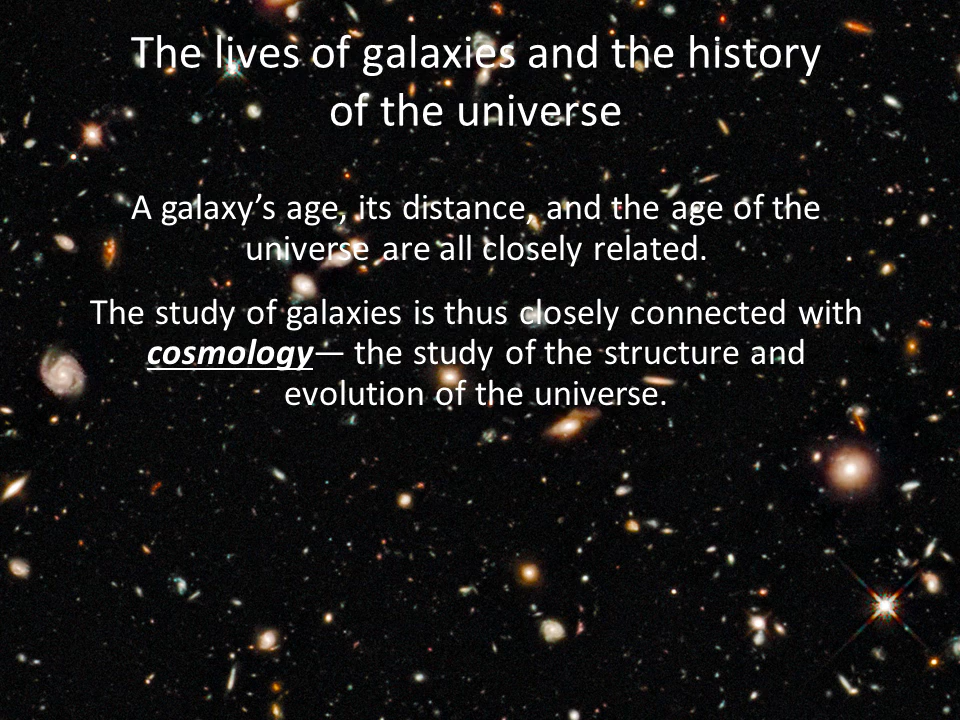 The lives of galaxies and the history
of the universe
A galaxy’s age, its distance, and the age of the
universe are all closely related.
The study of galaxies is thus closely connected with
cosmology— the study of the structure and
evolution of the universe.